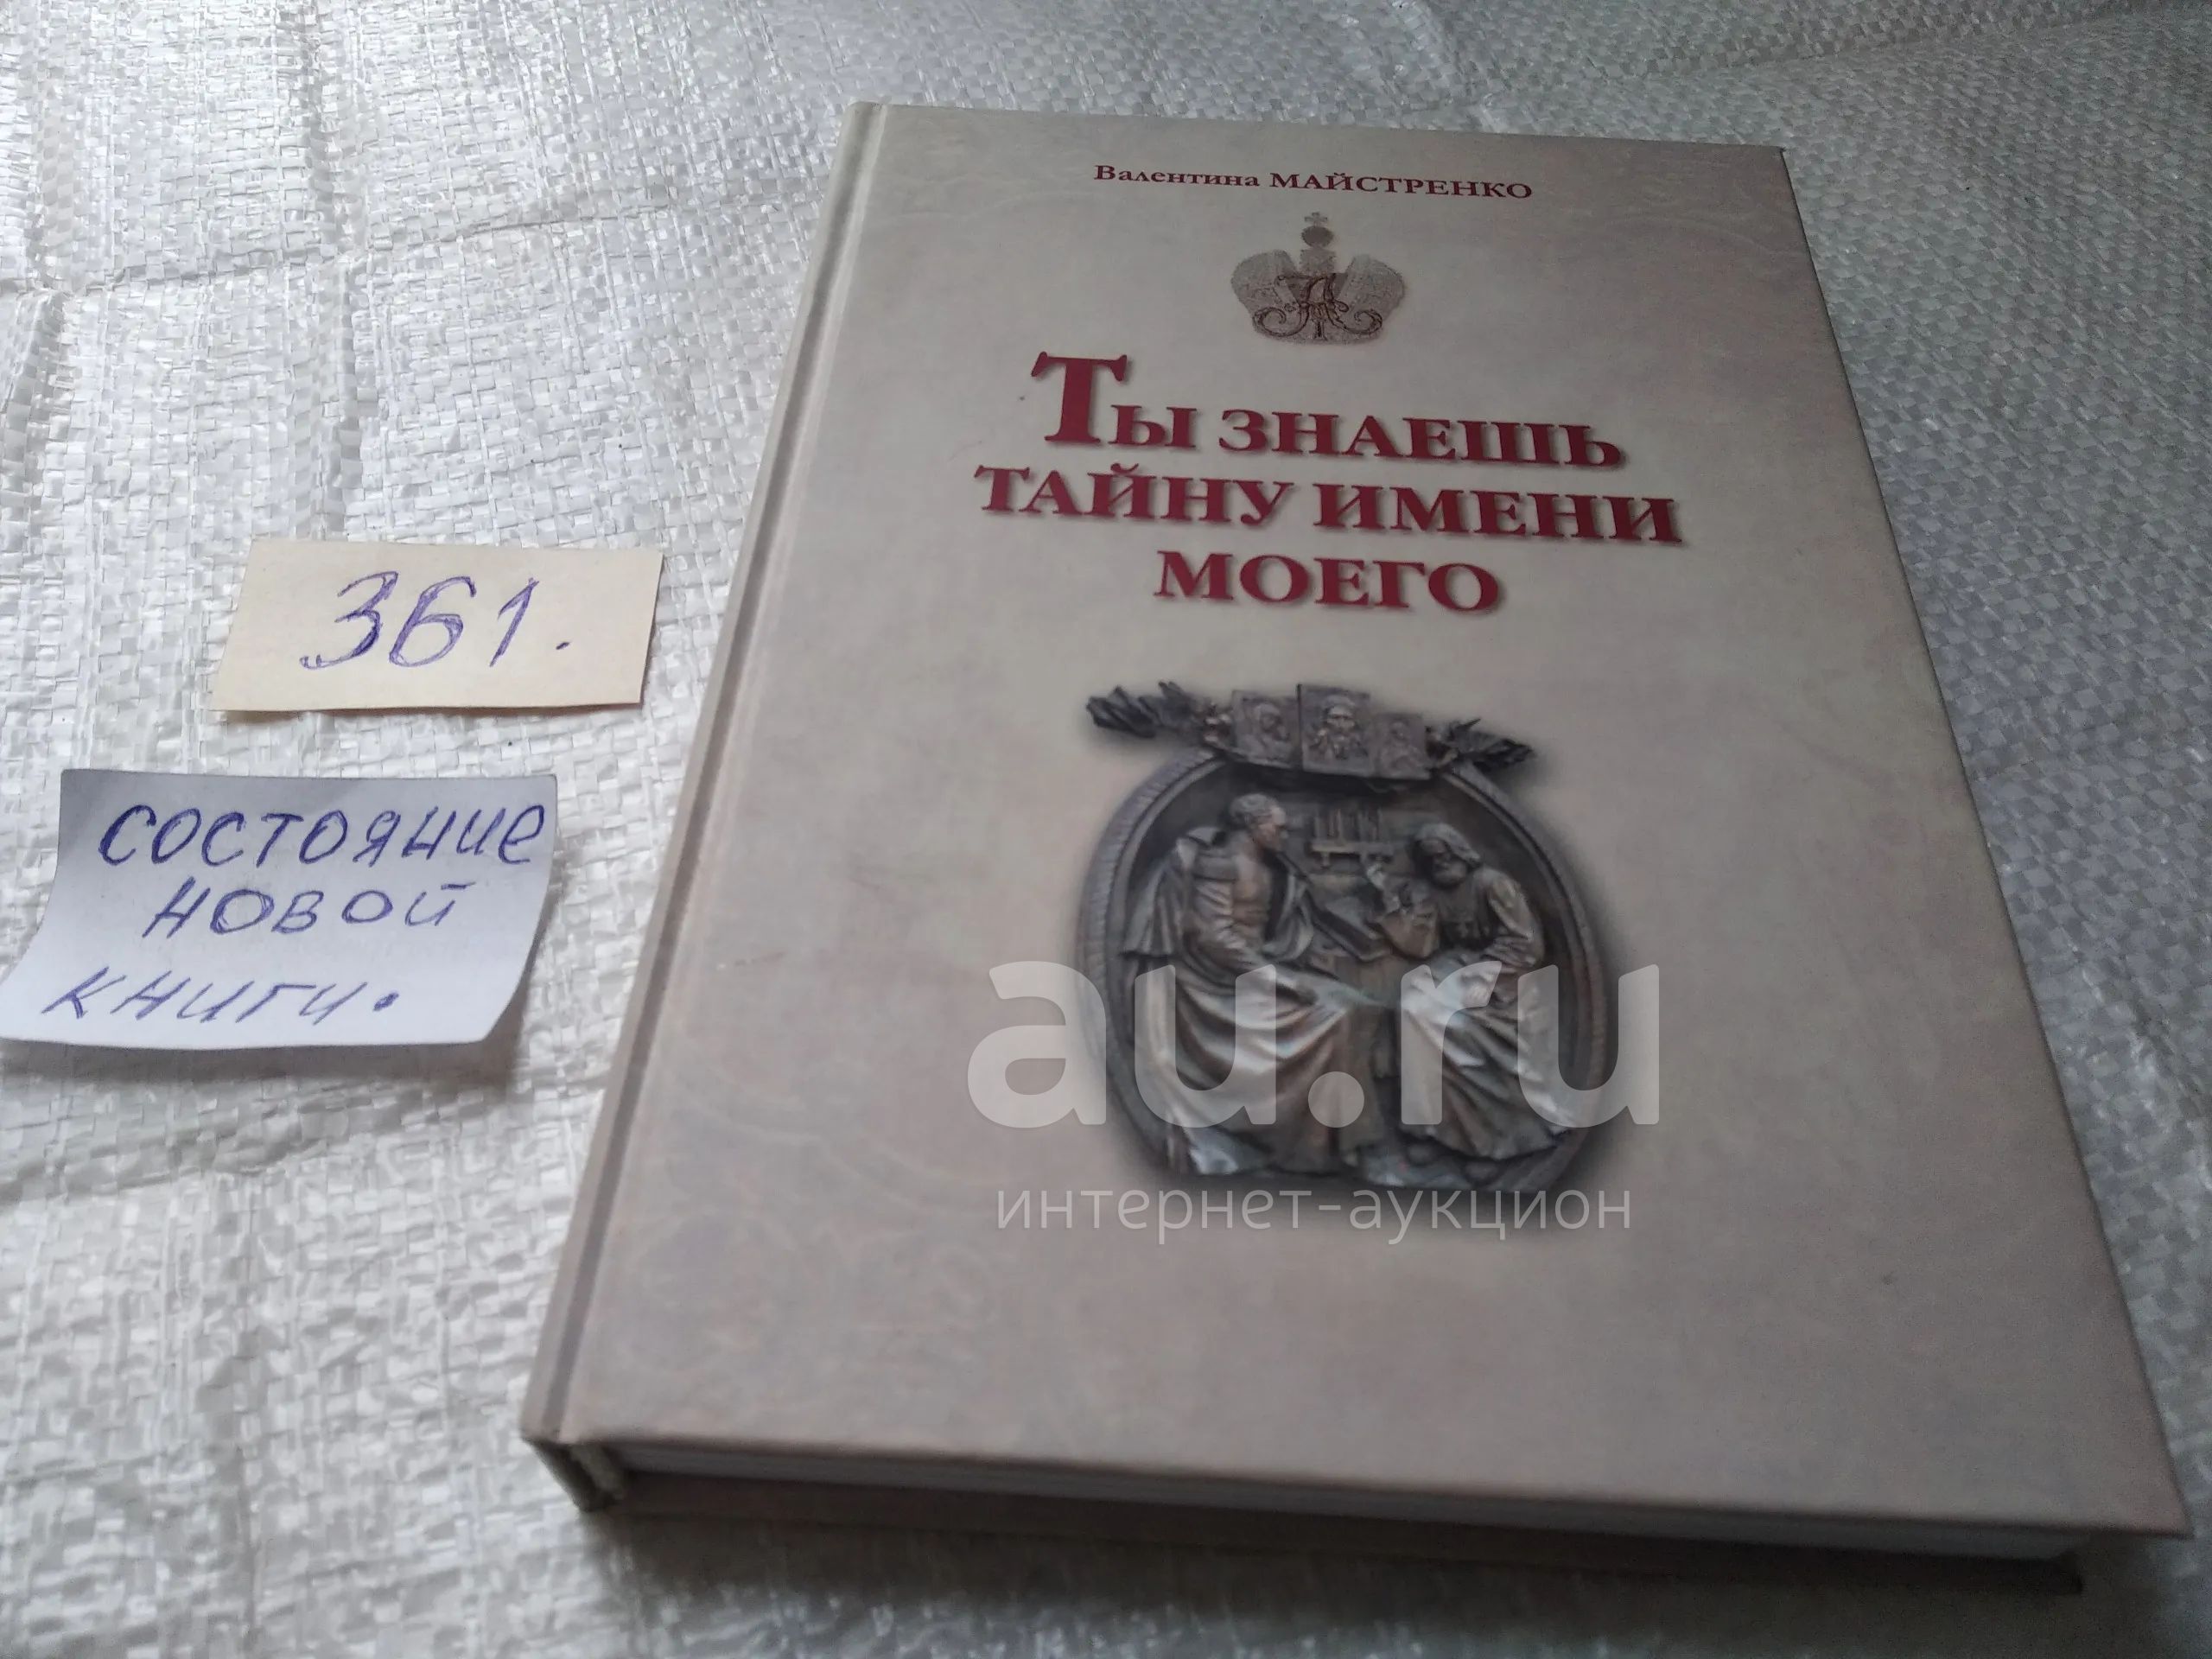 Валентина МАЙСТРЕНКО
Ты знаешь
тайну имени
моего
361.
состояние
новой
книги.
au.ru
интернет-аукцион